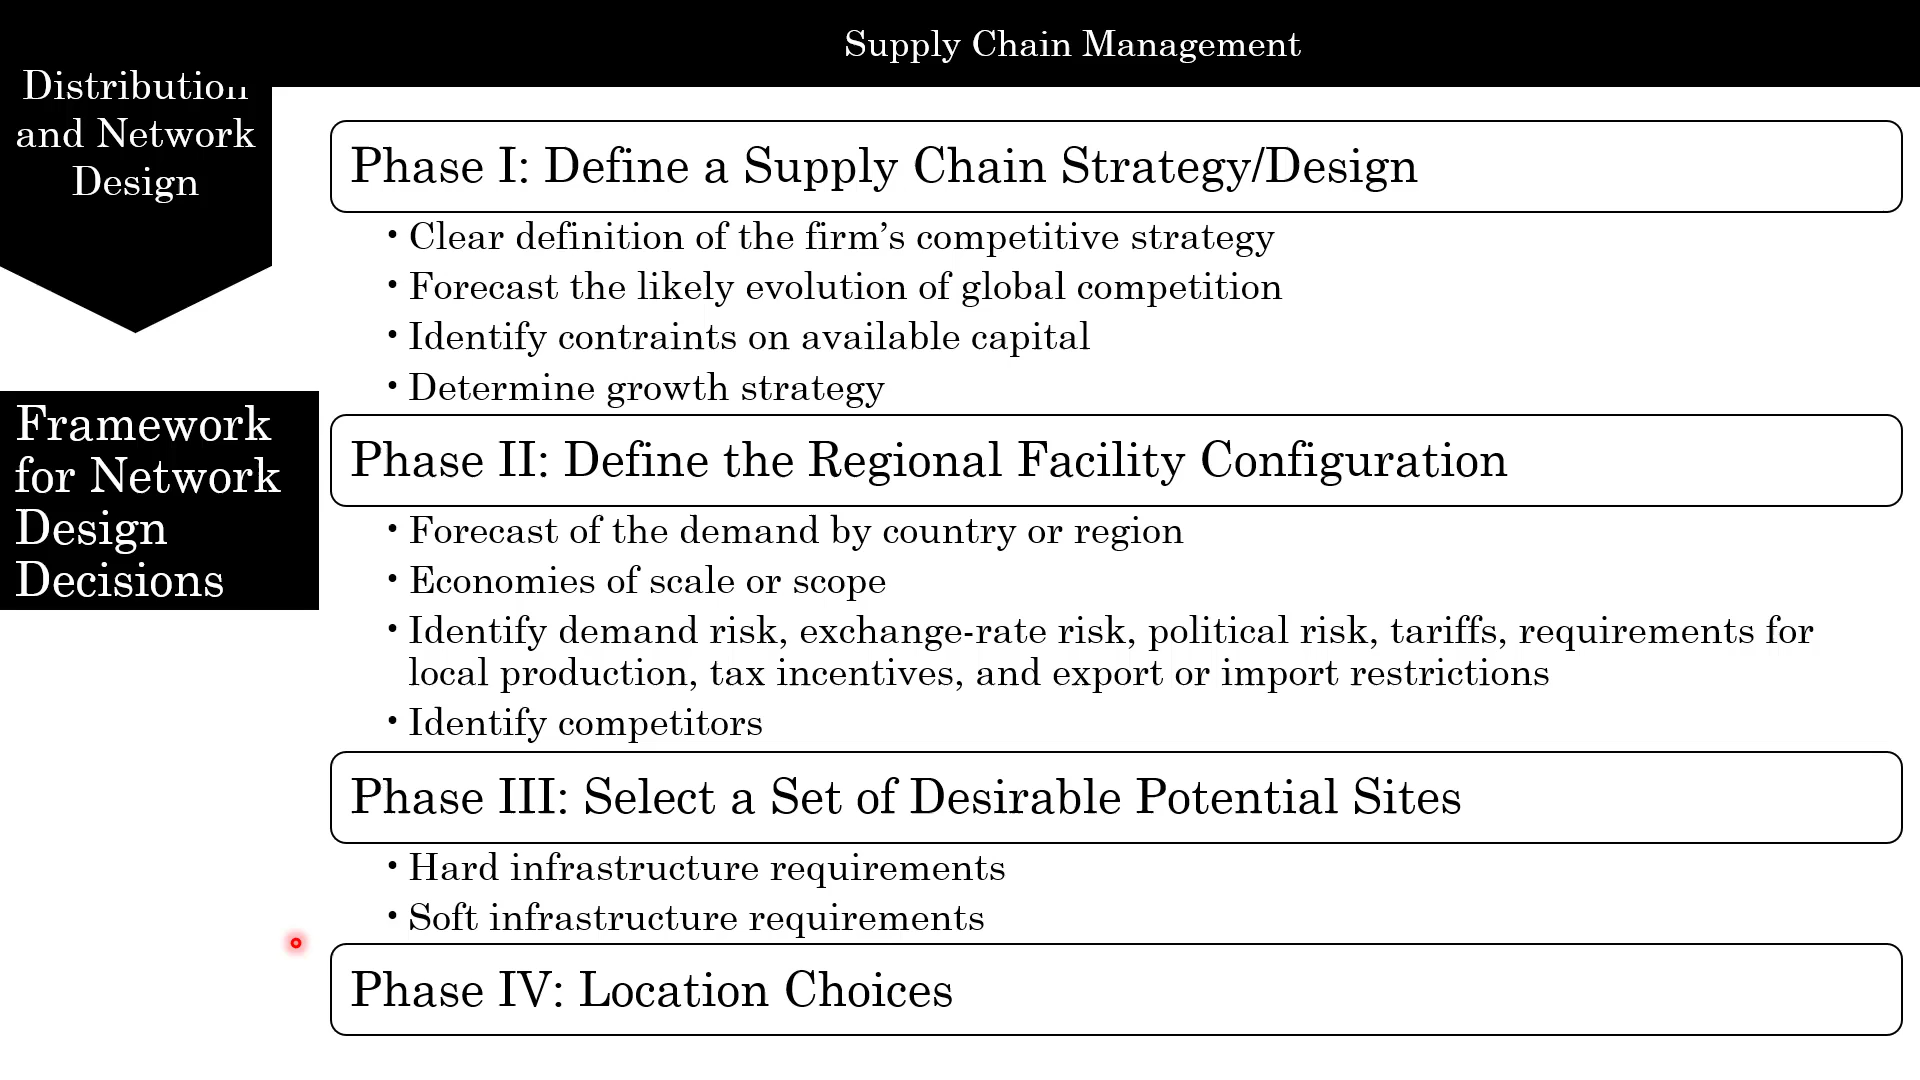 Supply Chain Management
Distribution
and Network
Design
Framework
for Network
Design
Decisions
Phase I: Define a Supply Chain Strategy/Design
• Clear definition of the firm’s competitive strategy
• Forecast the likely evolution of global competition
• Identify contraints on available capital
• Determine growth strategy
Phase II: Define the Regional Facility Configuration
• Forecast of the demand by country or region
• Economies of scale or scope
• Identify demand risk, exchange-rate risk, political risk, tariffs, requirements for
local production, tax incentives, and export or import restrictions
• Identify competitors
Phase III: Select a Set of Desirable Potential Sites
• Hard infrastructure requirements
• Soft infrastructure requirements
Phase IV: Location Choices